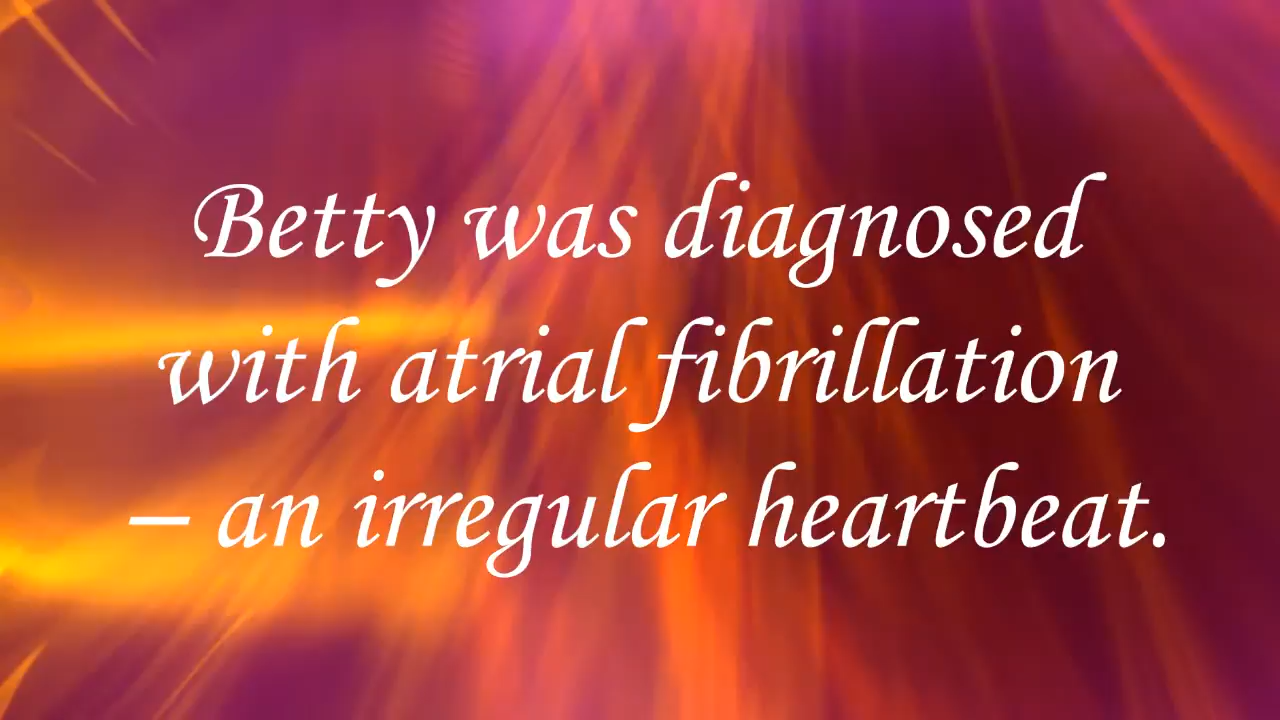 Betty was diagnosed
with atrial fibrillation
– an irregular heartbeat.